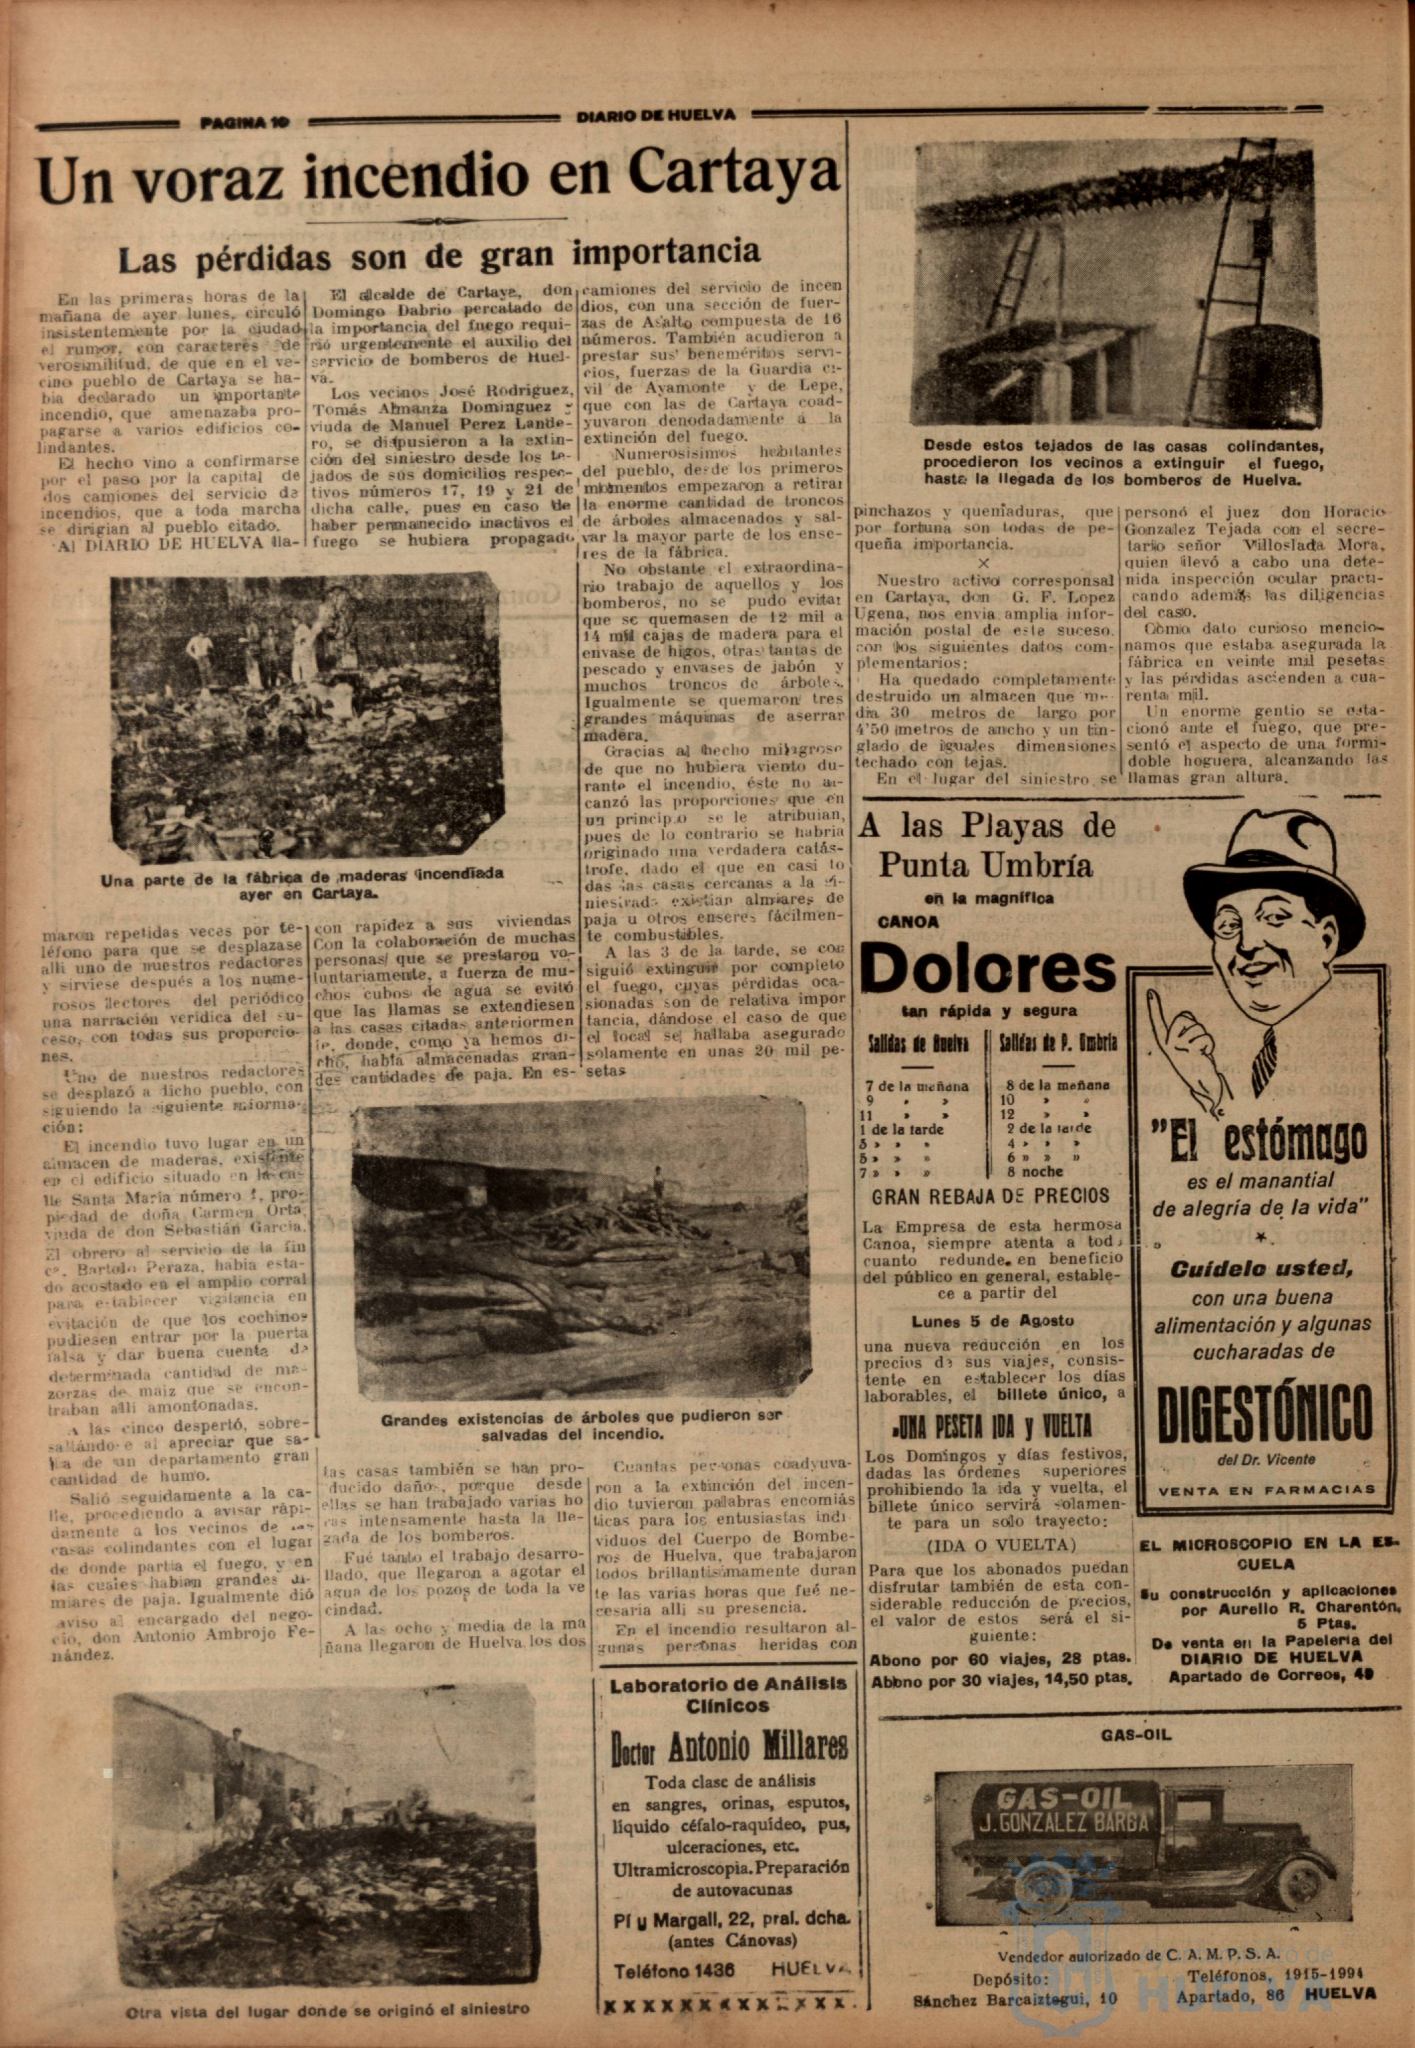 PAGINA 10
DIARIO DE HUELVA
Un voraz incendio en Cartaya
Las pérdidas son de gran importancia
En las primeras horas de la
mañana de ayer lunes, circuló
insistentemente por la ciudad
el rumor, con caracteres de
verosimilitud, de que en el ve-
cino pueblo de Cartaya se ha-
bía declarado un importante
incendio, que amenazaba pro-
pagarse a varios edificios co-
lindantes.
El hecho vino a confirmarse
por el paso por la capital de
dos camiones del servicio de
incendios, que a toda marcha
se dirigían al pueblo citado.
Al DIARIO DE HUELVA lla-
Una parte de la fábrica de maderas incendiada
ayer en Cartaya.
maron repetidas veces por te-
léfono para que se desplazase
allí uno de nuestros redactores
y sirviese después a los nume-
rosos lectores del periódico
una narración verídica del su-
ceso, con todas sus proporcio-
nes.
Uno de nuestros redactores
se desplazó a dicho pueblo, con
siguiendo la siguiente informa-
ción:
El incendio tuvo lugar en un
almacen de maderas, existente
en el edificio situado en la ca-
lle Santa María número 1, pro-
piedad de doña Carmen Orta,
viuda de don Sebastián García.
El obrero al servicio de la fin
ca, Bartolo Peraza, había esta-
do acostado en el amplio corral
para establecer vigilancia en
evitación de que los cochinos
pudiesen entrar por la puerta
falsa y dar buena cuenta de
determinada cantidad de ma-
zorzas de maiz que se encon-
traban allí amontonadas.
A las cinco despertó, sobre-
saltándose al apreciar que sa-
lía de un departamento gran
cantidad de humo.
Salió seguidamente a la ca-
lle, procediendo a avisar rápi-
damente a los vecinos de las
casas colindantes con el lugar
de donde partía el fuego, y en
las cuales habían grandes al-
miares de paja. Igualmente dió
aviso al encargado del nego-
cio, don Antonio Ambrojo Fe-
nández.
Otra vista del lugar donde se originó el siniestro
El alcalde de Cartaya, don
Domingo Dabrio percatado de
la importancia del fuego requi-
rió urgentemente el auxilio del
servicio de bomberos de Huel-
va.
Los vecinos José Rodríguez,
Tomás Almanza Dominguez y
viuda de Manuel Perez Lande-
ro, se dispusieron a la extin-
ción del siniestro desde los te-
jados de sus domicilios respec-
tivos números 17, 19 y 21 de
dicha calle, pues en caso de
haber permanecido inactivos el
fuego se hubiera propagado
con rapidez a sus viviendas
Con la colaboración de muchas
personas que se prestaron vo-
luntariamente, a fuerza de mu-
chos cubos de agua se evitó
que las llamas se extendiesen
a las casas citadas anteriormen
te, donde, como ya hemos di-
cho, había almacenadas gran-
des cantidades de paja. En es-
Grandes existencias de árboles que pudieron ser
salvadas del incendio.
las casas también se han pro-
ducido daños, porque desde
ellas se han trabajado varias ho
ras intensamente hasta la lle-
gada de los bomberos.
Fué tanto el trabajo desarro-
llado, que llegaron a agotar el
agua de los pozos de toda la ve
cindad.
A las ocho y media de la ma
ñana llegaron de Huelva los dos
camiones del servicio de incen
dios, con una sección de fuer-
zas de Asalto compuesta de 16
números. También acudieron a
prestar sus beneméritos servi-
cios, fuerzas de la Guardia ci-
vil de Ayamonte y de Lepe,
que con las de Cartaya coad-
yuvaron denodadamente a la
extinción del fuego.
Numerosisimos habitantes
del pueblo, desde los primeros
momentos empezaron a retirar
la enorme cantidad de troncos
de árboles almacenados y sal-
var la mayor parte de los ense-
res de la fábrica.
No obstante el extraordina-
rio trabajo de aquellos y los
bomberos, no se pudo evitar
que se quemasen de 12 mil a
14 mil cajas de madera para el
envase de higos, otras tantas de
pescado y envases de jabón y
muchos troncos de árboles.
Igualmente se quemaron tres
grandes máquinas de aserrar
madera.
Gracias al hecho milagroso
de que no hubiera viento du-
rante el incendio, éste no al-
canzó las proporciones que en
un principio se le atribuían,
pues de lo contrario se habría
originado una verdadera catás-
trofe, dado el que en casi to
das las casas cercanas a la si-
niestrada existían almiares de
paja u otros enseres fácilmen-
te combustibles.
A las 3 de la tarde, se con
siguió extinguir por completo
el fuego, cuyas pérdidas oca-
sionadas son de relativa impor
tancia, dándose el caso de que
el local se hallaba asegurado
solamente en unas 20 mil pe-
setas
Cuantas personas coadyuva-
ron a la extinción del incen-
dio tuvieron palabras encomiás
ticas para los entusiastas indi-
viduos del Cuerpo de Bombe-
ros de Huelva, que trabajaron
todos brillantísimamente duran
te las varias horas que fué ne-
cesaria allí su presencia.
En el incendio resultaron al-
gunas personas heridas con
Laboratorio de Análisis
Clínicos
Doctor Antonio Millares
Toda clase de análisis
en sangres, orinas, esputos,
líquido céfalo-raquídeo, pus,
ulceraciones, etc.
Ultramicroscopia. Preparación
de autovacunas
Pí y Margall, 22, pral. dcha.
(antes Cánovas)
Teléfono 1436 HUELVA
Desde estos tejados de las casas colindantes,
procedieron los vecinos a extinguir el fuego,
hasta la llegada de los bomberos de Huelva.
pinchazos y quemaduras, que
por fortuna son todas de pe-
queña importancia.
×
Nuestro activo corresponsal
en Cartaya, don G. F. Lopez
Ugena, nos envía amplia infor-
mación postal de este suceso.
con los siguientes datos com-
plementarios:
Ha quedado completamente
destruido un almacen que me-
día 30 metros de largo por
4'50 metros de ancho y un tin-
glado de iguales dimensiones
techado con tejas.
En el lugar del siniestro se
personó el juez don Horacio
Gonzalez Tejada con el secre-
tario señor Villoslada Mora,
quien llevó a cabo una dete-
nida inspección ocular practi-
cando además las diligencias
del caso.
Como dato curioso mencio-
namos que estaba asegurada la
fábrica en veinte mil pesetas
y las pérdidas ascienden a cua-
renta mil.
Un enorme gentío se esta-
cionó ante el fuego, que pre-
sentó el aspecto de una formi-
doble hoguera, alcanzando las
llamas gran altura.
A las Playas de
Punta Umbría
en la magnífica
CANOA
Dolores
tan rápida y segura
Salidas de Huelva
7 de la mañana
9 » »
11 » »
1 de la tarde
3 » » »
5 » » »
7 » » »
Salidas de P. Umbría
8 de la mañana
10 » »
12 » »
2 de la tarde
4 » » »
6 » » »
8 noche
GRAN REBAJA DE PRECIOS
La Empresa de esta hermosa
Canoa, siempre atenta a todo
cuanto redunde en beneficio
del público en general, estable-
ce a partir del
Lunes 5 de Agosto
una nueva reducción en los
precios de sus viajes, consis-
tente en establecer los días
laborables, el billete único, a
UNA PESETA IDA y VUELTA
Los Domingos y días festivos,
dadas las órdenes superiores
prohibiendo la ida y vuelta, el
billete único servirá solamen-
te para un solo trayecto:
(IDA O VUELTA)
Para que los abonados puedan
disfrutar también de esta con-
siderable reducción de precios,
el valor de estos será el si-
guiente:
Abono por 60 viajes, 28 ptas.
Abono por 30 viajes, 14,50 ptas.
"El estómago
es el manantial
de alegría de la vida"
Cuídelo usted,
con una buena
alimentación y algunas
cucharadas de
DIGESTÓNICO
del Dr. Vicente
VENTA EN FARMACIAS
EL MICROSCOPIO EN LA ES-
CUELA
Su construcción y aplicaciones
por Aurelio R. Charentón,
5 Ptas.
De venta en la Papelería del
DIARIO DE HUELVA
Apartado de Correos, 49
GAS-OIL
GAS-OIL
J. GONZALEZ BARBA
Vendedor autorizado de C. A. M. P. S. A.
Depósito: Teléfonos, 1915-1994
Sánchez Barcaiztegui, 10 Apartado, 86 HUELVA
HUELVA